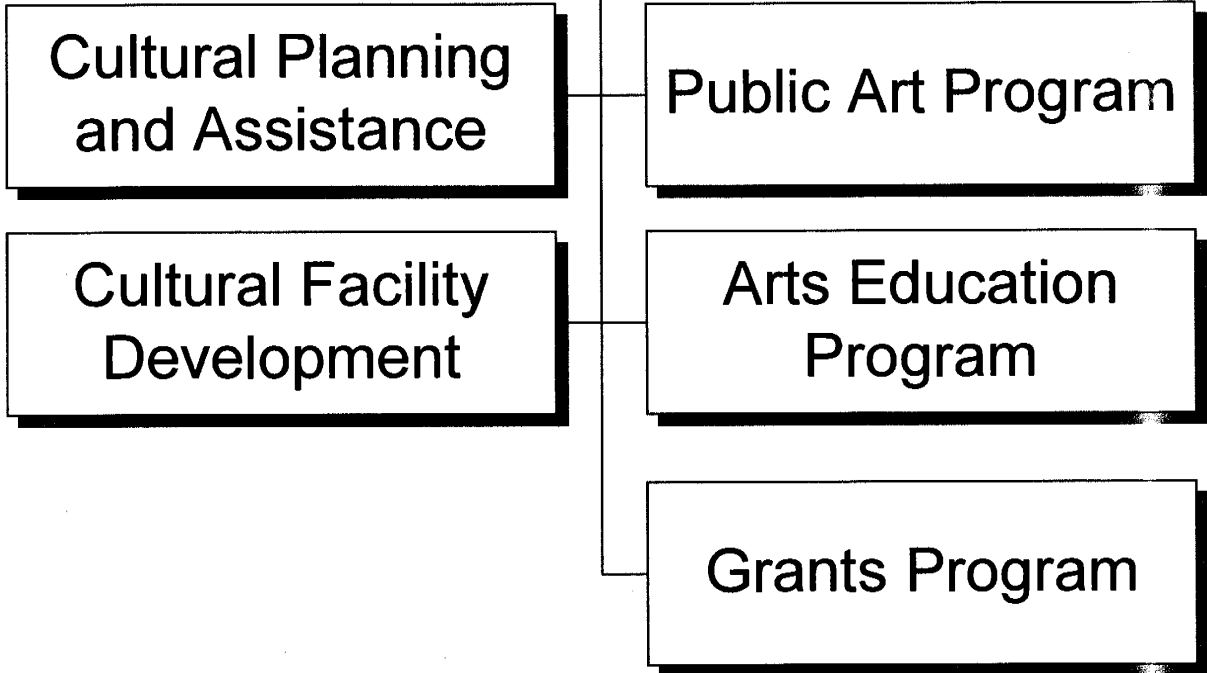 Cultural Planning
and Assistance
Public Art Program
Cultural Facility
Development
Arts Education
Program
Grants Program